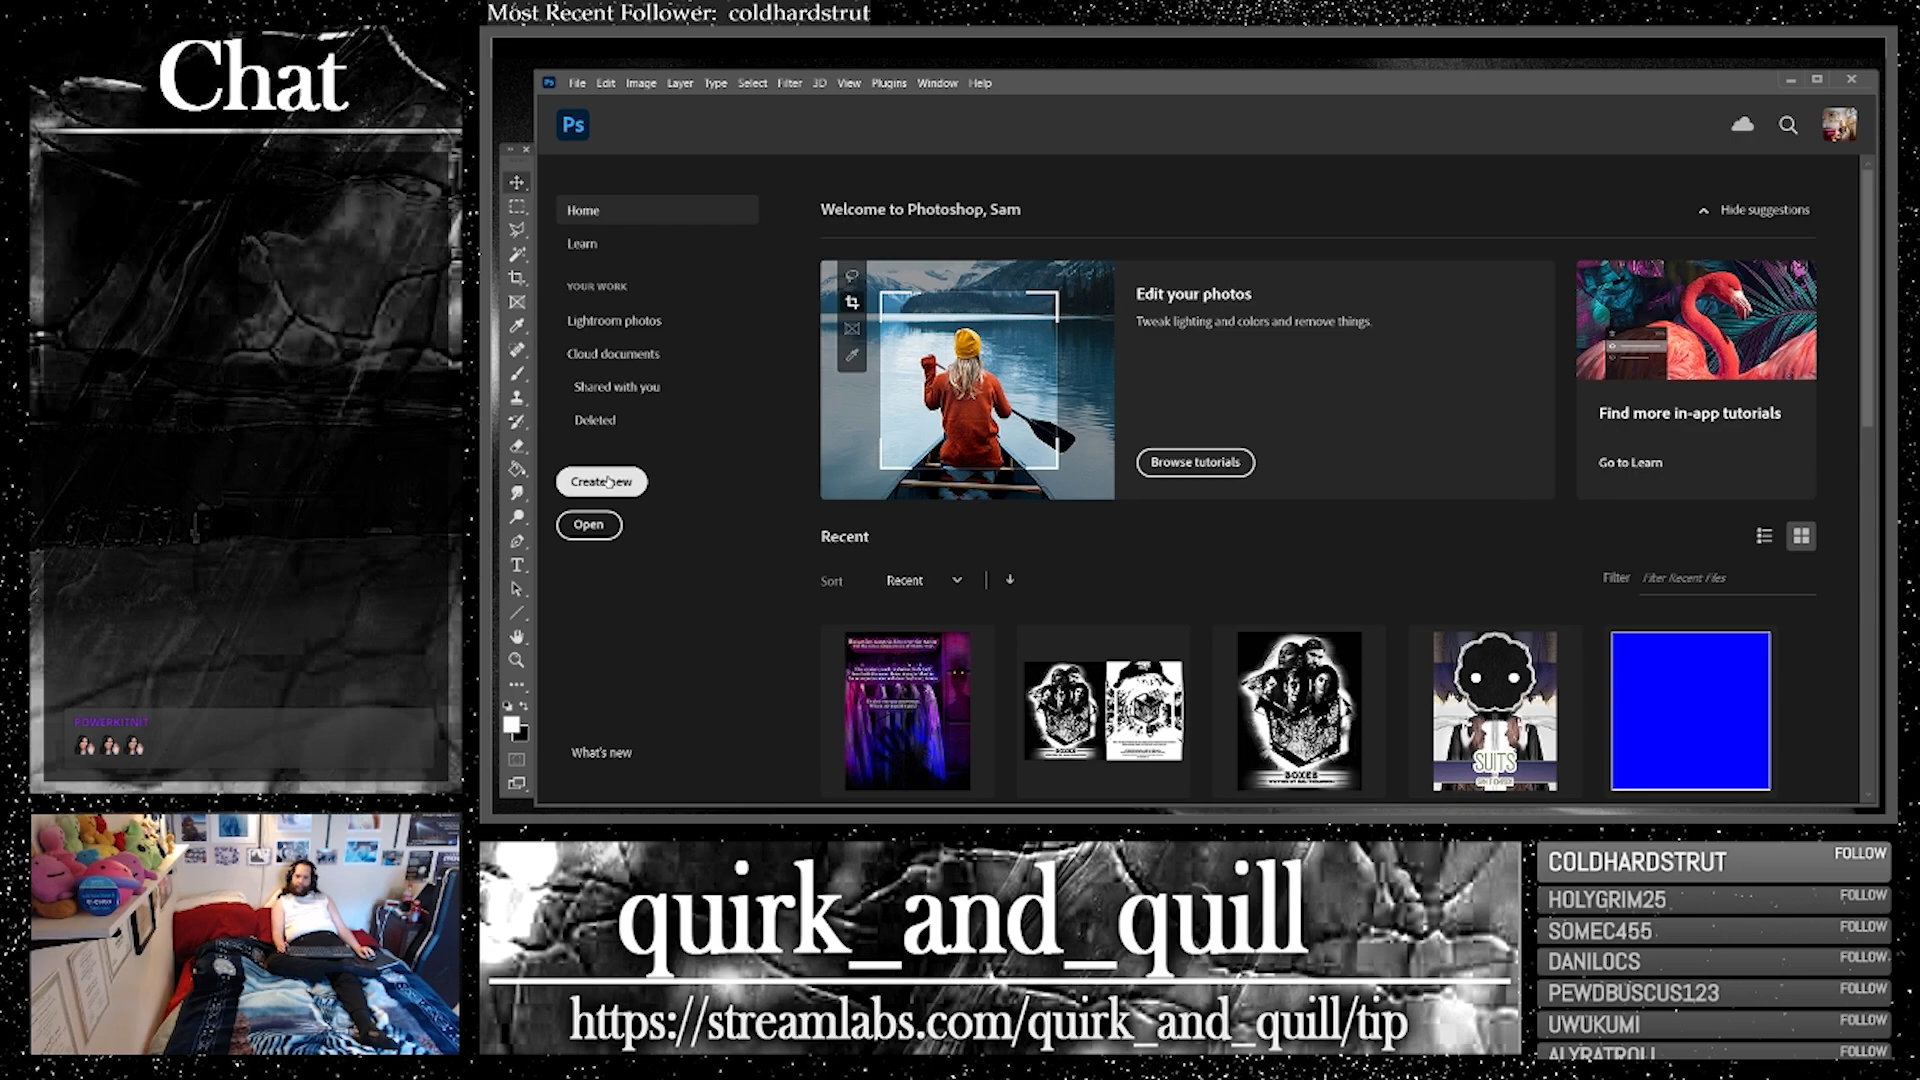 Most Recent Follower: coldhardstrut
Chat
POWERKITNIT
File Edit Image Layer Type Select Filter 3D View Plugins Window Help
Ps
Home
Learn
YOUR WORK
Lightroom photos
Cloud documents
Shared with you
Deleted
Create new
Open
What's new
Welcome to Photoshop, Sam
Hide suggestions
Edit your photos
Tweak lighting and colors and remove things.
Browse tutorials
Find more in-app tutorials
Go to Learn
Recent
Sort Recent
Filter Filter Recent Files
BOXES
SUITS
quirk_and_quill
https://streamlabs.com/quirk_and_quill/tip
COLDHARDSTRUT FOLLOW
HOLYGRIM25 FOLLOW
SOMEC455 FOLLOW
DANILOCS FOLLOW
PEWDBUSCUS123 FOLLOW
UWUKUMI FOLLOW
ALYRATROLL FOLLOW